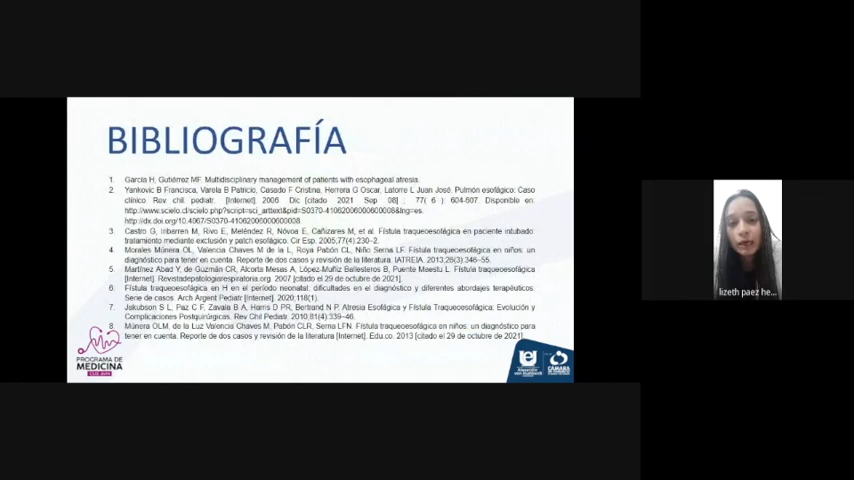 BIBLIOGRAFÍA
1. García H, Gutiérrez MF. Multidisciplinary management of patients with esophageal atresia.
2. Yankovic B Francisca, Varela B Patricio, Casado F Cristina, Herrera G Oscar, Latorre L Juan José. Pulmón esofágico: Caso
clínico Rev. chil. pediatr. [Internet]. 2006 Dic [citado 2021 Sep 08] ; 77( 6 ): 604-607. Disponible en:
http://www.scielo.cl/scielo.php?script=sci_arttext&pid=S0370-41062006000600008&lng=es.
http://dx.doi.org/10.4067/S0370-41062006000600008.
3. Castro G, Iribarren M, Rivo E, Meléndez R, Nóvoa E, Cañizares M, et al. Fístula traqueoesofágica en paciente intubado:
tratamiento mediante exclusión y patch esofágico. Cir Esp. 2005;77(4):230–2.
4. Morales Múnera OL, Valencia Chaves M de la L, Roya Pabón CL, Niño Serna LF. Fístula traqueoesofágica en niños: un
diagnóstico para tener en cuenta. Reporte de dos casos y revisión de la literatura. IATREIA. 2013;26(3):346–55.
5. Martínez Abad Y, de Guzmán CR, Alcorta Mesas A, López-Muñiz Ballesteros B, Puente Maestu L. Fístula traqueoesofágica
[Internet]. Revistadepatologiarespiratoria.org. 2007 [citado el 29 de octubre de 2021].
6. Fístula traqueoesofágica en H en el período neonatal: dificultades en el diagnóstico y diferentes abordajes terapéuticos.
Serie de casos. Arch Argent Pediatr [Internet]. 2020;118(1).
7. Jakubson S L, Paz C F, Zavala B A, Harris D PR, Bertrand N P. Atresia Esofágica y Fístula Traqueoesofágica: Evolución y
Complicaciones Postquirúrgicas. Rev Chil Pediatr. 2010;81(4):339–46.
8. Múnera OLM, de la Luz Valencia Chaves M, Pabón CLR, Serna LFN. Fístula traqueoesofágica en niños: un diagnóstico para
tener en cuenta. Reporte de dos casos y revisión de la literatura [Internet]. Edu.co. 2013 [citado el 29 de octubre de 2021].
PROGRAMA DE
MEDICINA
lizeth paez he...